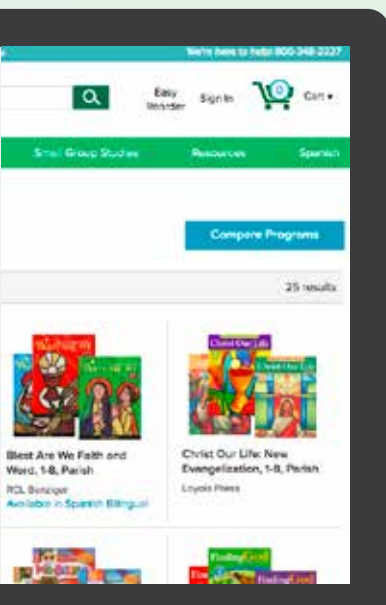 We're here to help 800-348-2227
Easy
Reorder
Sign In
0
Cart
Small Group Studies
Resources
Spanish
Compare Programs
25 results
Christ Our Life
Christ Our Life
Blest Are We Faith and
Word, 1-8, Parish
RCL Benziger
Available in Spanish Bilingual
Christ Our Life: New
Evangelization, 1-8, Parish
Loyola Press
Finding God
Finding God